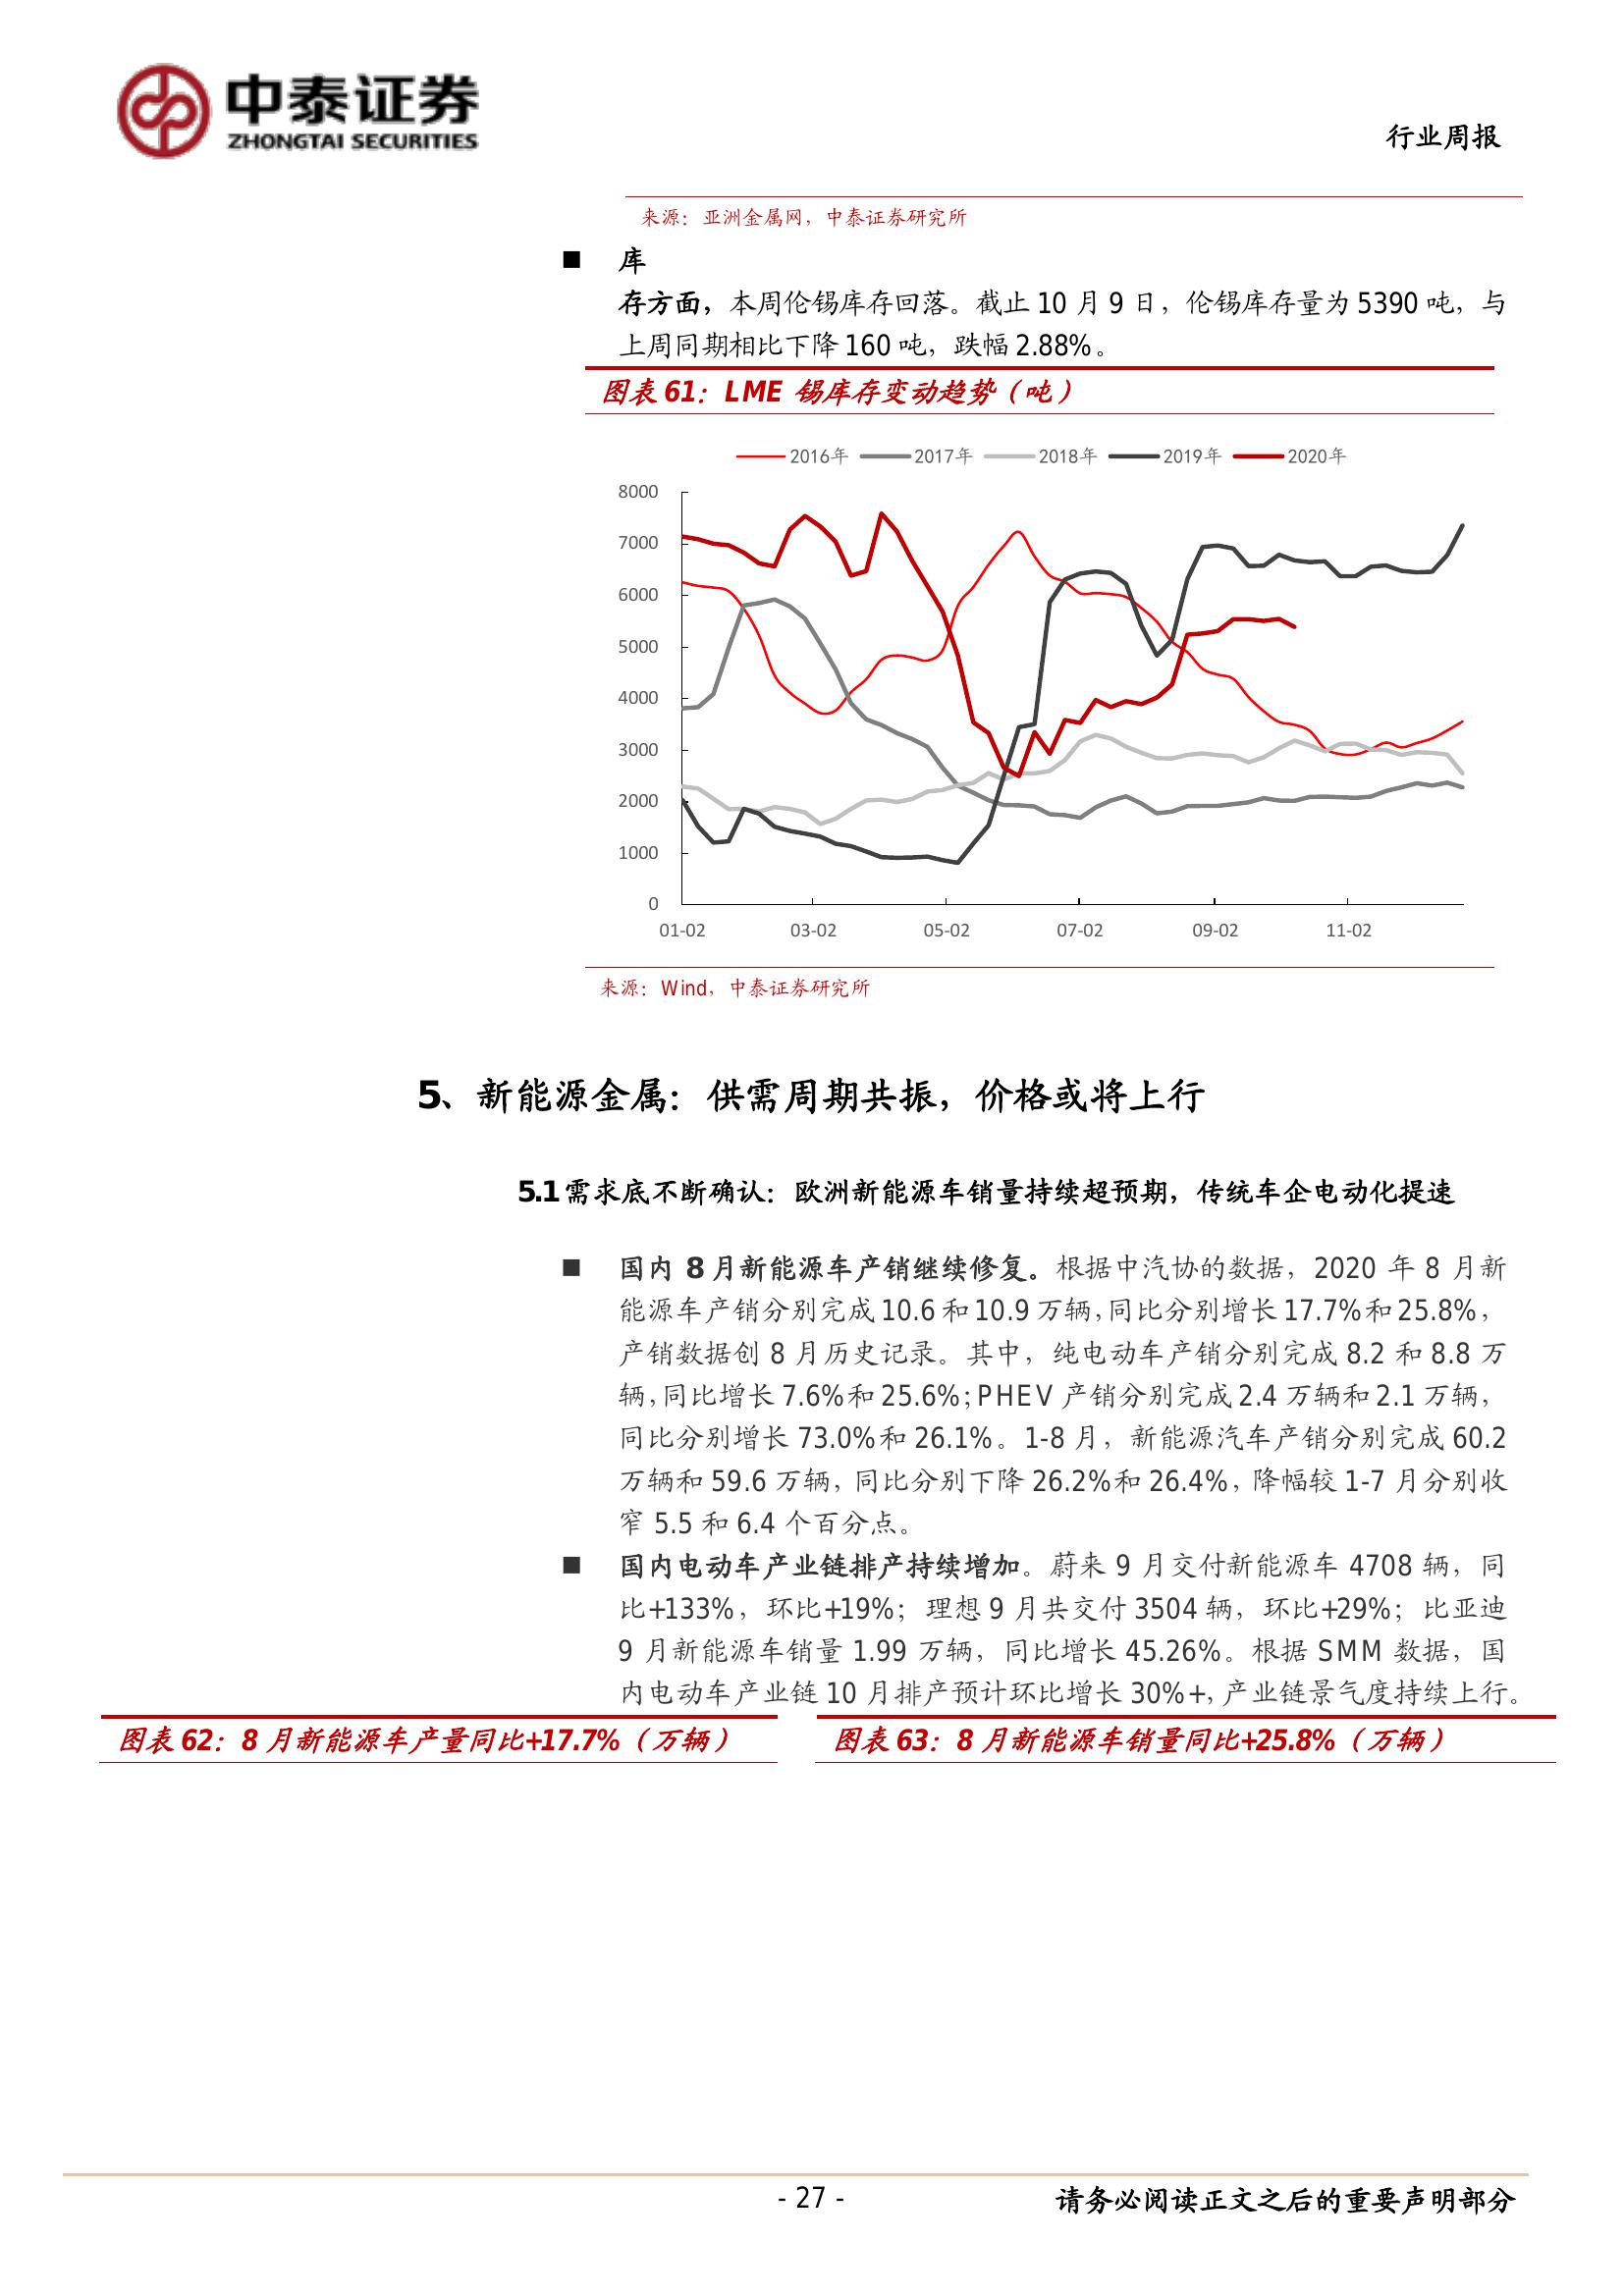 中泰证券
ZHONGTAI SECURITIES
行业周报
来源：亚洲金属网，中泰证券研究所
■ 库
存方面，本周伦锡库存回落。截止 10 月 9 日，伦锡库存量为 5390 吨，与
上周同期相比下降 160 吨，跌幅 2.88%。
图表 61：LME 锡库存变动趋势（吨）
2016年 2017年 2018年 2019年 2020年
8000
7000
6000
5000
4000
3000
2000
1000
0
01-02 03-02 05-02 07-02 09-02 11-02
来源：Wind，中泰证券研究所
5、新能源金属：供需周期共振，价格或将上行
5.1 需求底不断确认：欧洲新能源车销量持续超预期，传统车企电动化提速
■ 国内 8 月新能源车产销继续修复。根据中汽协的数据，2020 年 8 月新
能源车产销分别完成 10.6 和 10.9 万辆，同比分别增长 17.7%和 25.8%，
产销数据创 8 月历史记录。其中，纯电动车产销分别完成 8.2 和 8.8 万
辆，同比增长 7.6%和 25.6%；PHEV 产销分别完成 2.4 万辆和 2.1 万辆，
同比分别增长 73.0%和 26.1%。1-8 月，新能源汽车产销分别完成 60.2
万辆和 59.6 万辆，同比分别下降 26.2%和 26.4%，降幅较 1-7 月分别收
窄 5.5 和 6.4 个百分点。
■ 国内电动车产业链排产持续增加。蔚来 9 月交付新能源车 4708 辆，同
比+133%，环比+19%；理想 9 月共交付 3504 辆，环比+29%；比亚迪
9 月新能源车销量 1.99 万辆，同比增长 45.26%。根据 SMM 数据，国
内电动车产业链 10 月排产预计环比增长 30%+，产业链景气度持续上行。
图表 62：8 月新能源车产量同比+17.7%（万辆）
图表 63：8 月新能源车销量同比+25.8%（万辆）
- 27 -
请务必阅读正文之后的重要声明部分